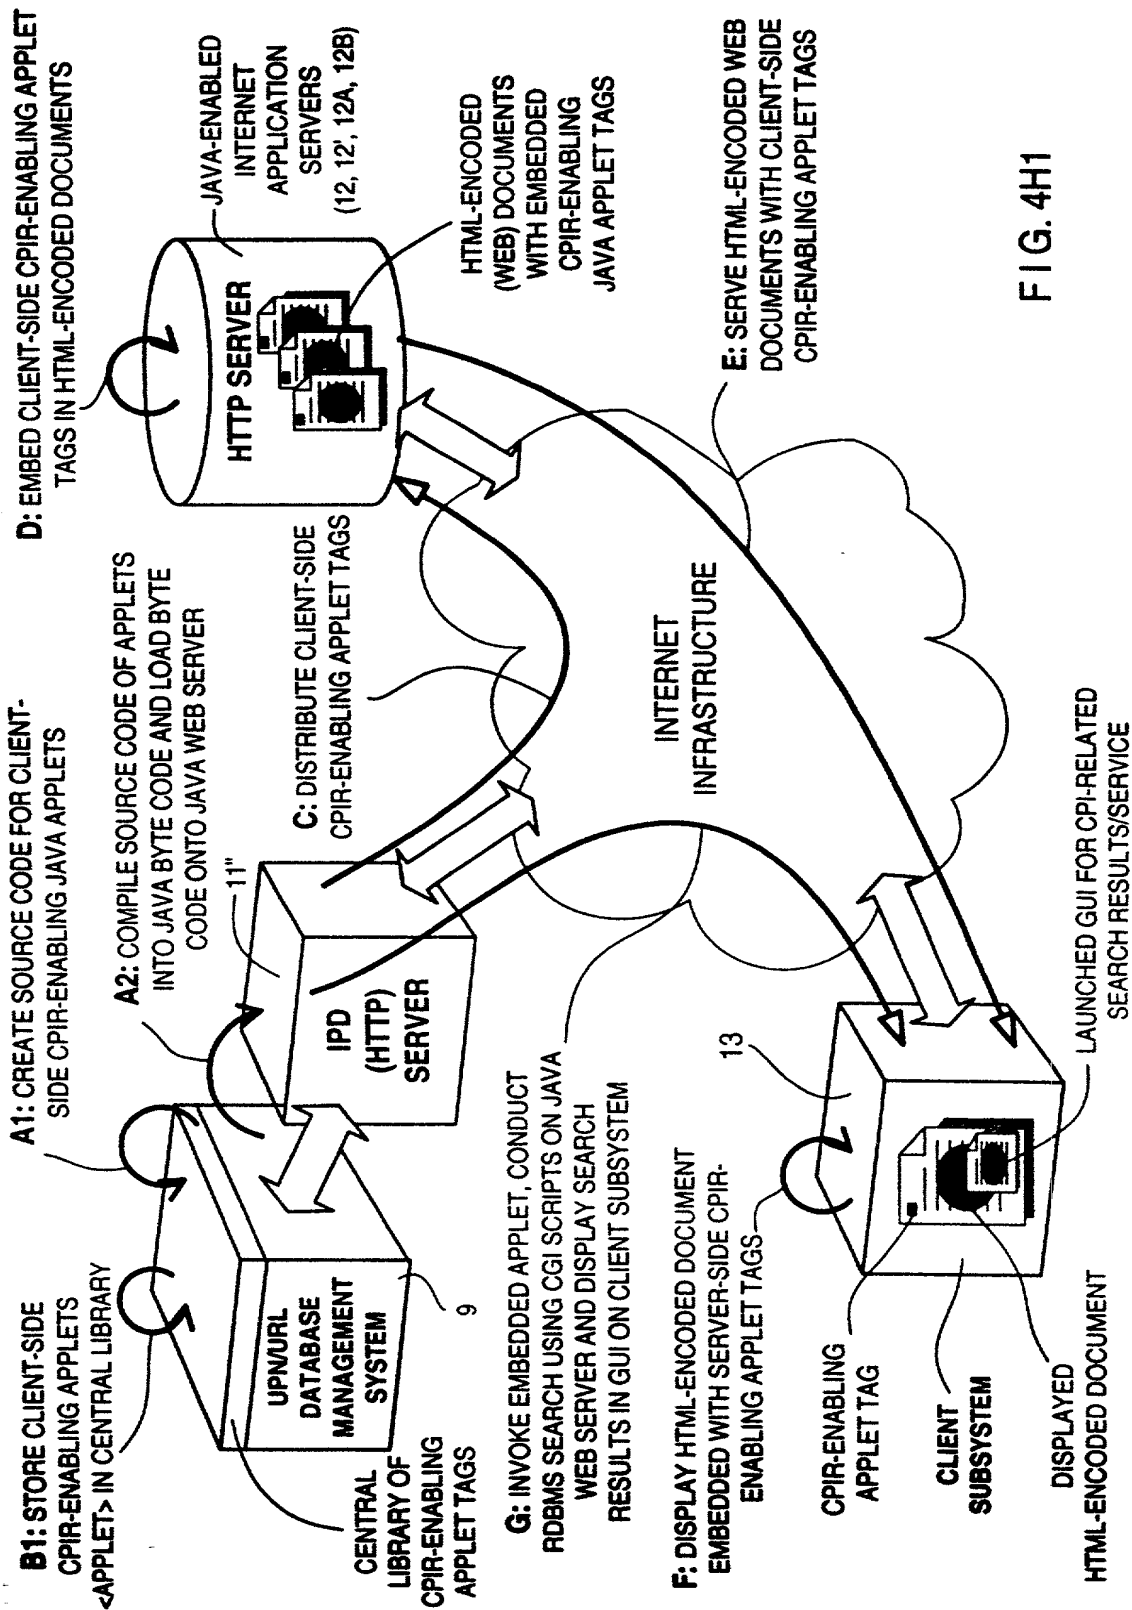 B1: STORE CLIENT-SIDE
CPIR-ENABLING APPLETS
<APPLET> IN CENTRAL LIBRARY
A1: CREATE SOURCE CODE FOR CLIENT-
SIDE CPIR-ENABLING JAVA APPLETS
A2: COMPILE SOURCE CODE OF APPLETS
INTO JAVA BYTE CODE AND LOAD BYTE
CODE ONTO JAVA WEB SERVER
D: EMBED CLIENT-SIDE CPIR-ENABLING APPLET
TAGS IN HTML-ENCODED DOCUMENTS
JAVA-ENABLED
INTERNET
APPLICATION
SERVERS
(12, 12', 12A, 12B)
HTTP SERVER
HTML-ENCODED
(WEB) DOCUMENTS
WITH EMBEDDED
CPIR-ENABLING
JAVA APPLET TAGS
C: DISTRIBUTE CLIENT-SIDE
CPIR-ENABLING APPLET TAGS
11"
IPD
(HTTP)
SERVER
UPN/URL
DATABASE
MANAGEMENT
SYSTEM
9
CENTRAL
LIBRARY OF
CPIR-ENABLING
APPLET TAGS
G: INVOKE EMBEDDED APPLET, CONDUCT
RDBMS SEARCH USING CGI SCRIPTS ON JAVA
WEB SERVER AND DISPLAY SEARCH
RESULTS IN GUI ON CLIENT SUBSYSTEM
INTERNET
INFRASTRUCTURE
E: SERVE HTML-ENCODED WEB
DOCUMENTS WITH CLIENT-SIDE
CPIR-ENABLING APPLET TAGS
F: DISPLAY HTML-ENCODED DOCUMENT
EMBEDDED WITH SERVER-SIDE CPIR-
ENABLING APPLET TAGS
13
CPIR-ENABLING
APPLET TAG
CLIENT
SUBSYSTEM
DISPLAYED
HTML-ENCODED DOCUMENT
LAUNCHED GUI FOR CPI-RELATED
SEARCH RESULTS/SERVICE
FIG. 4H1